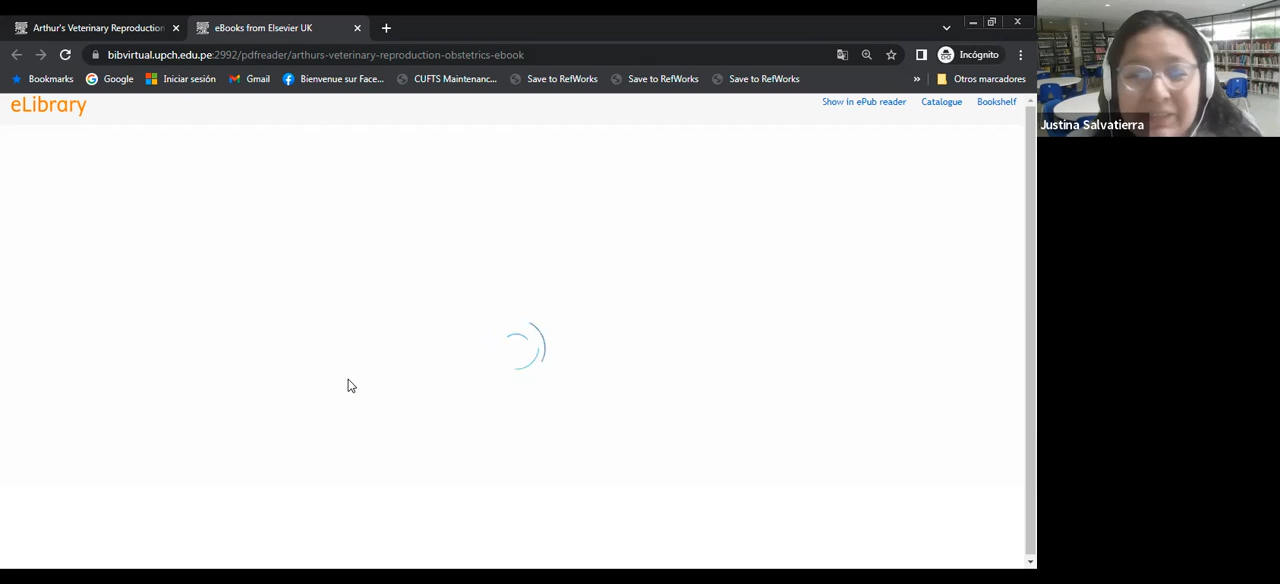 Arthur's Veterinary Reproduction
eBooks from Elsevier UK
bibvirtual.upch.edu.pe:2992/pdfreader/arthurs-veterinary-reproduction-obstetrics-ebook
Incógnito
Bookmarks Google Iniciar sesión Gmail Bienvenue sur Face... CUFTS Maintenanc... Save to RefWorks Save to RefWorks Save to RefWorks » Otros marcadores
eLibrary Show in ePub reader Catalogue Bookshelf
Justina Salvatierra